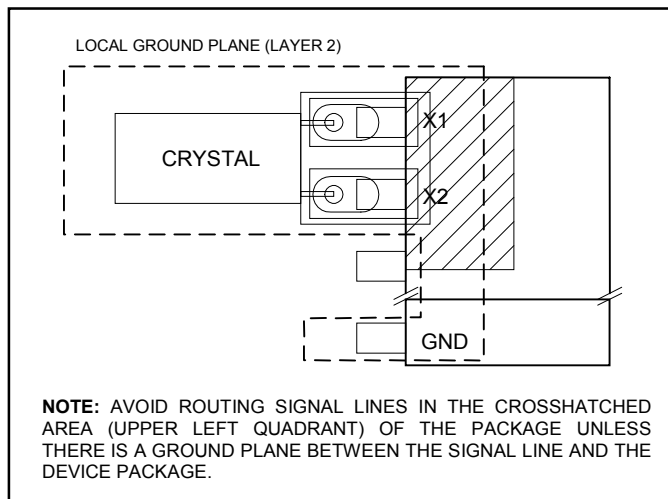 LOCAL GROUND PLANE (LAYER 2)
X1
CRYSTAL
X2
GND
NOTE: AVOID ROUTING SIGNAL LINES IN THE CROSSHATCHED
AREA (UPPER LEFT QUADRANT) OF THE PACKAGE UNLESS
THERE IS A GROUND PLANE BETWEEN THE SIGNAL LINE AND THE
DEVICE PACKAGE.